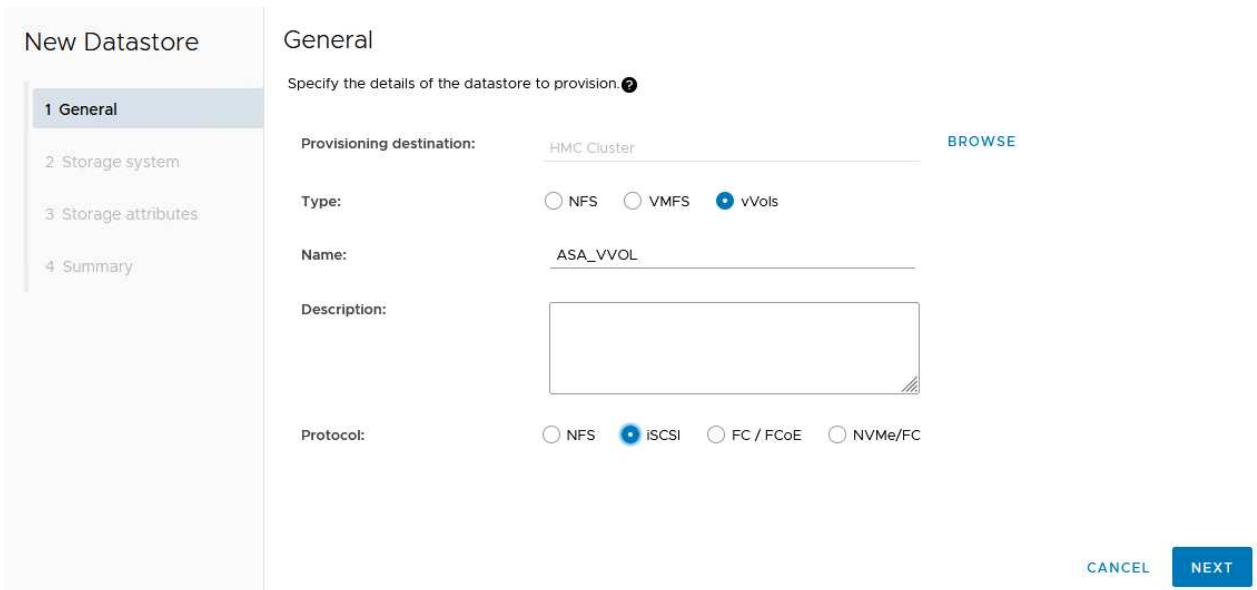 New Datastore
1 General
2 Storage system
3 Storage attributes
4 Summary
General
Specify the details of the datastore to provision.?
Provisioning destination:
HMC Cluster
BROWSE
Type:
NFS VMFS vVols
Name:
ASA_VVOL
Description:
Protocol:
NFS iSCSI FC / FCoE NVMe/FC
CANCEL NEXT